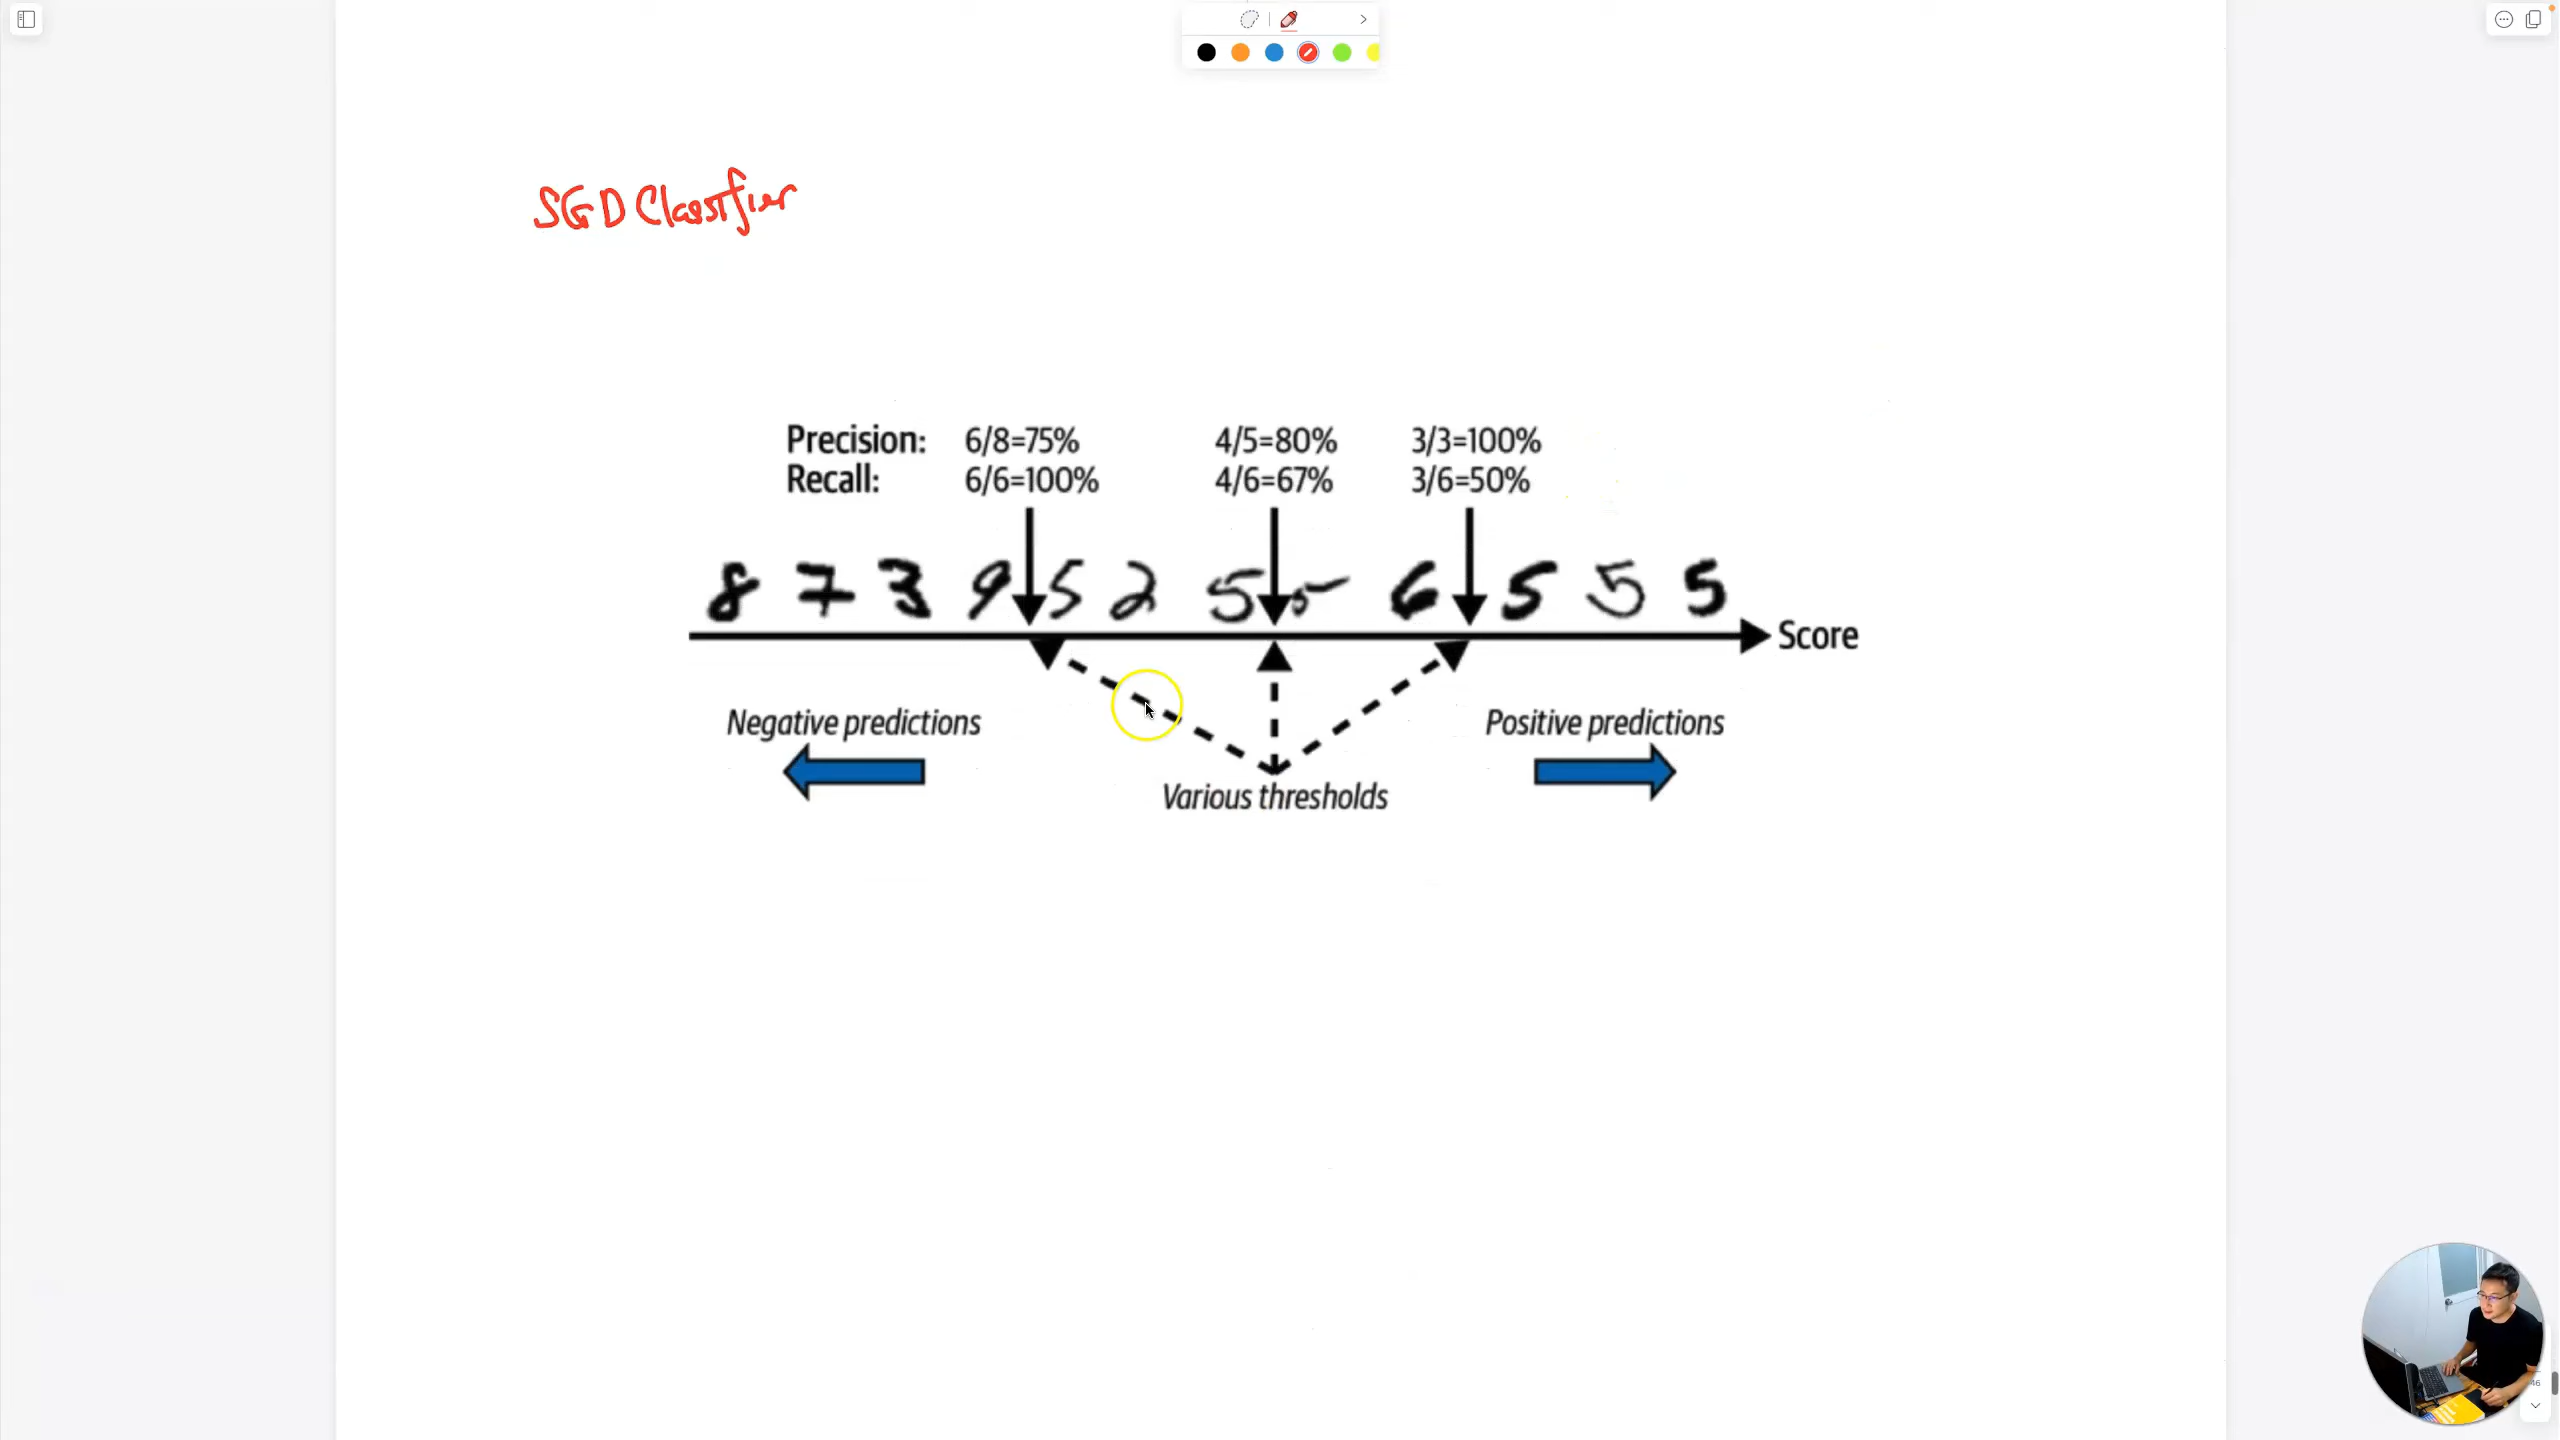 SGD Classifier
Precision: 6/8=75% 4/5=80% 3/3=100%
Recall: 6/6=100% 4/6=67% 3/6=50%
8 7 3 9 5 2 5 5 6 5 5 5
Score
Negative predictions
Positive predictions
Various thresholds
46